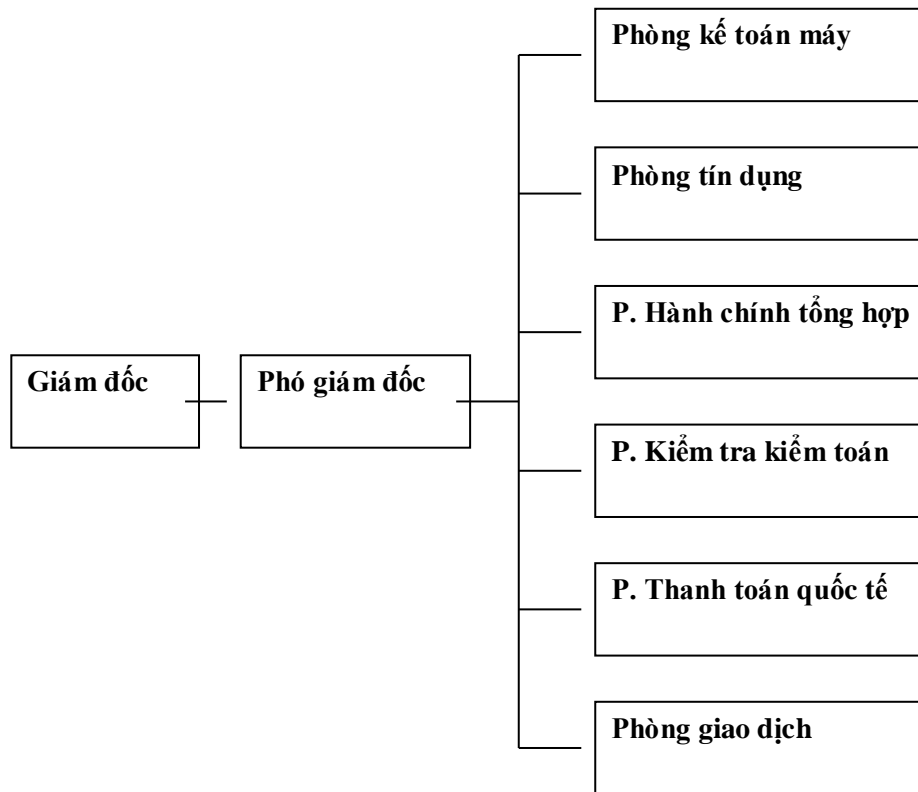 Phòng kế toán máy
Phòng tín dụng
P. Hành chính tổng hợp
Giám đốc
Phó giám đốc
P. Kiểm tra kiểm toán
P. Thanh toán quốc tế
Phòng giao dịch